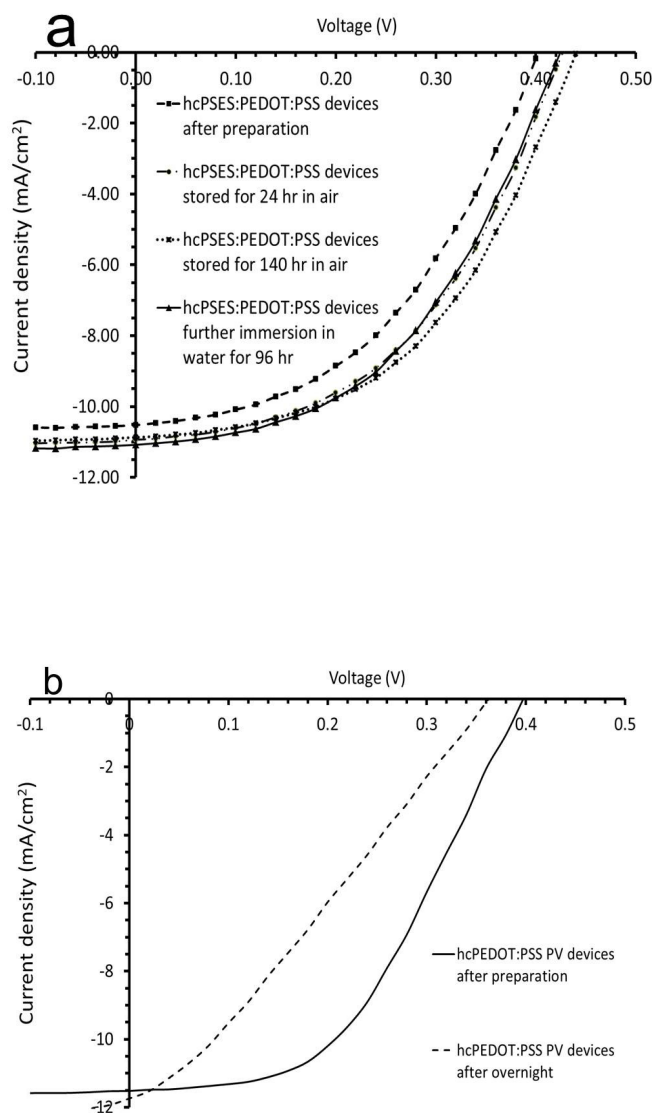 a
Voltage (V)
0.00
-0.10 0.00 0.10 0.20 0.30 0.40 0.50
-2.00
-4.00
-6.00
-8.00
-10.00
-12.00
Current density (mA/cm²)
hcPSES:PEDOT:PSS devices
after preparation
hcPSES:PEDOT:PSS devices
stored for 24 hr in air
hcPSES:PEDOT:PSS devices
stored for 140 hr in air
hcPSES:PEDOT:PSS devices
further immersion in
water for 96 hr
b
Voltage (V)
0
-0.1 0 0.1 0.2 0.3 0.4 0.5
-2
-4
-6
-8
-10
-12
Current density (mA/cm²)
hcPEDOT:PSS PV devices
after preparation
hcPEDOT:PSS PV devices
after overnight